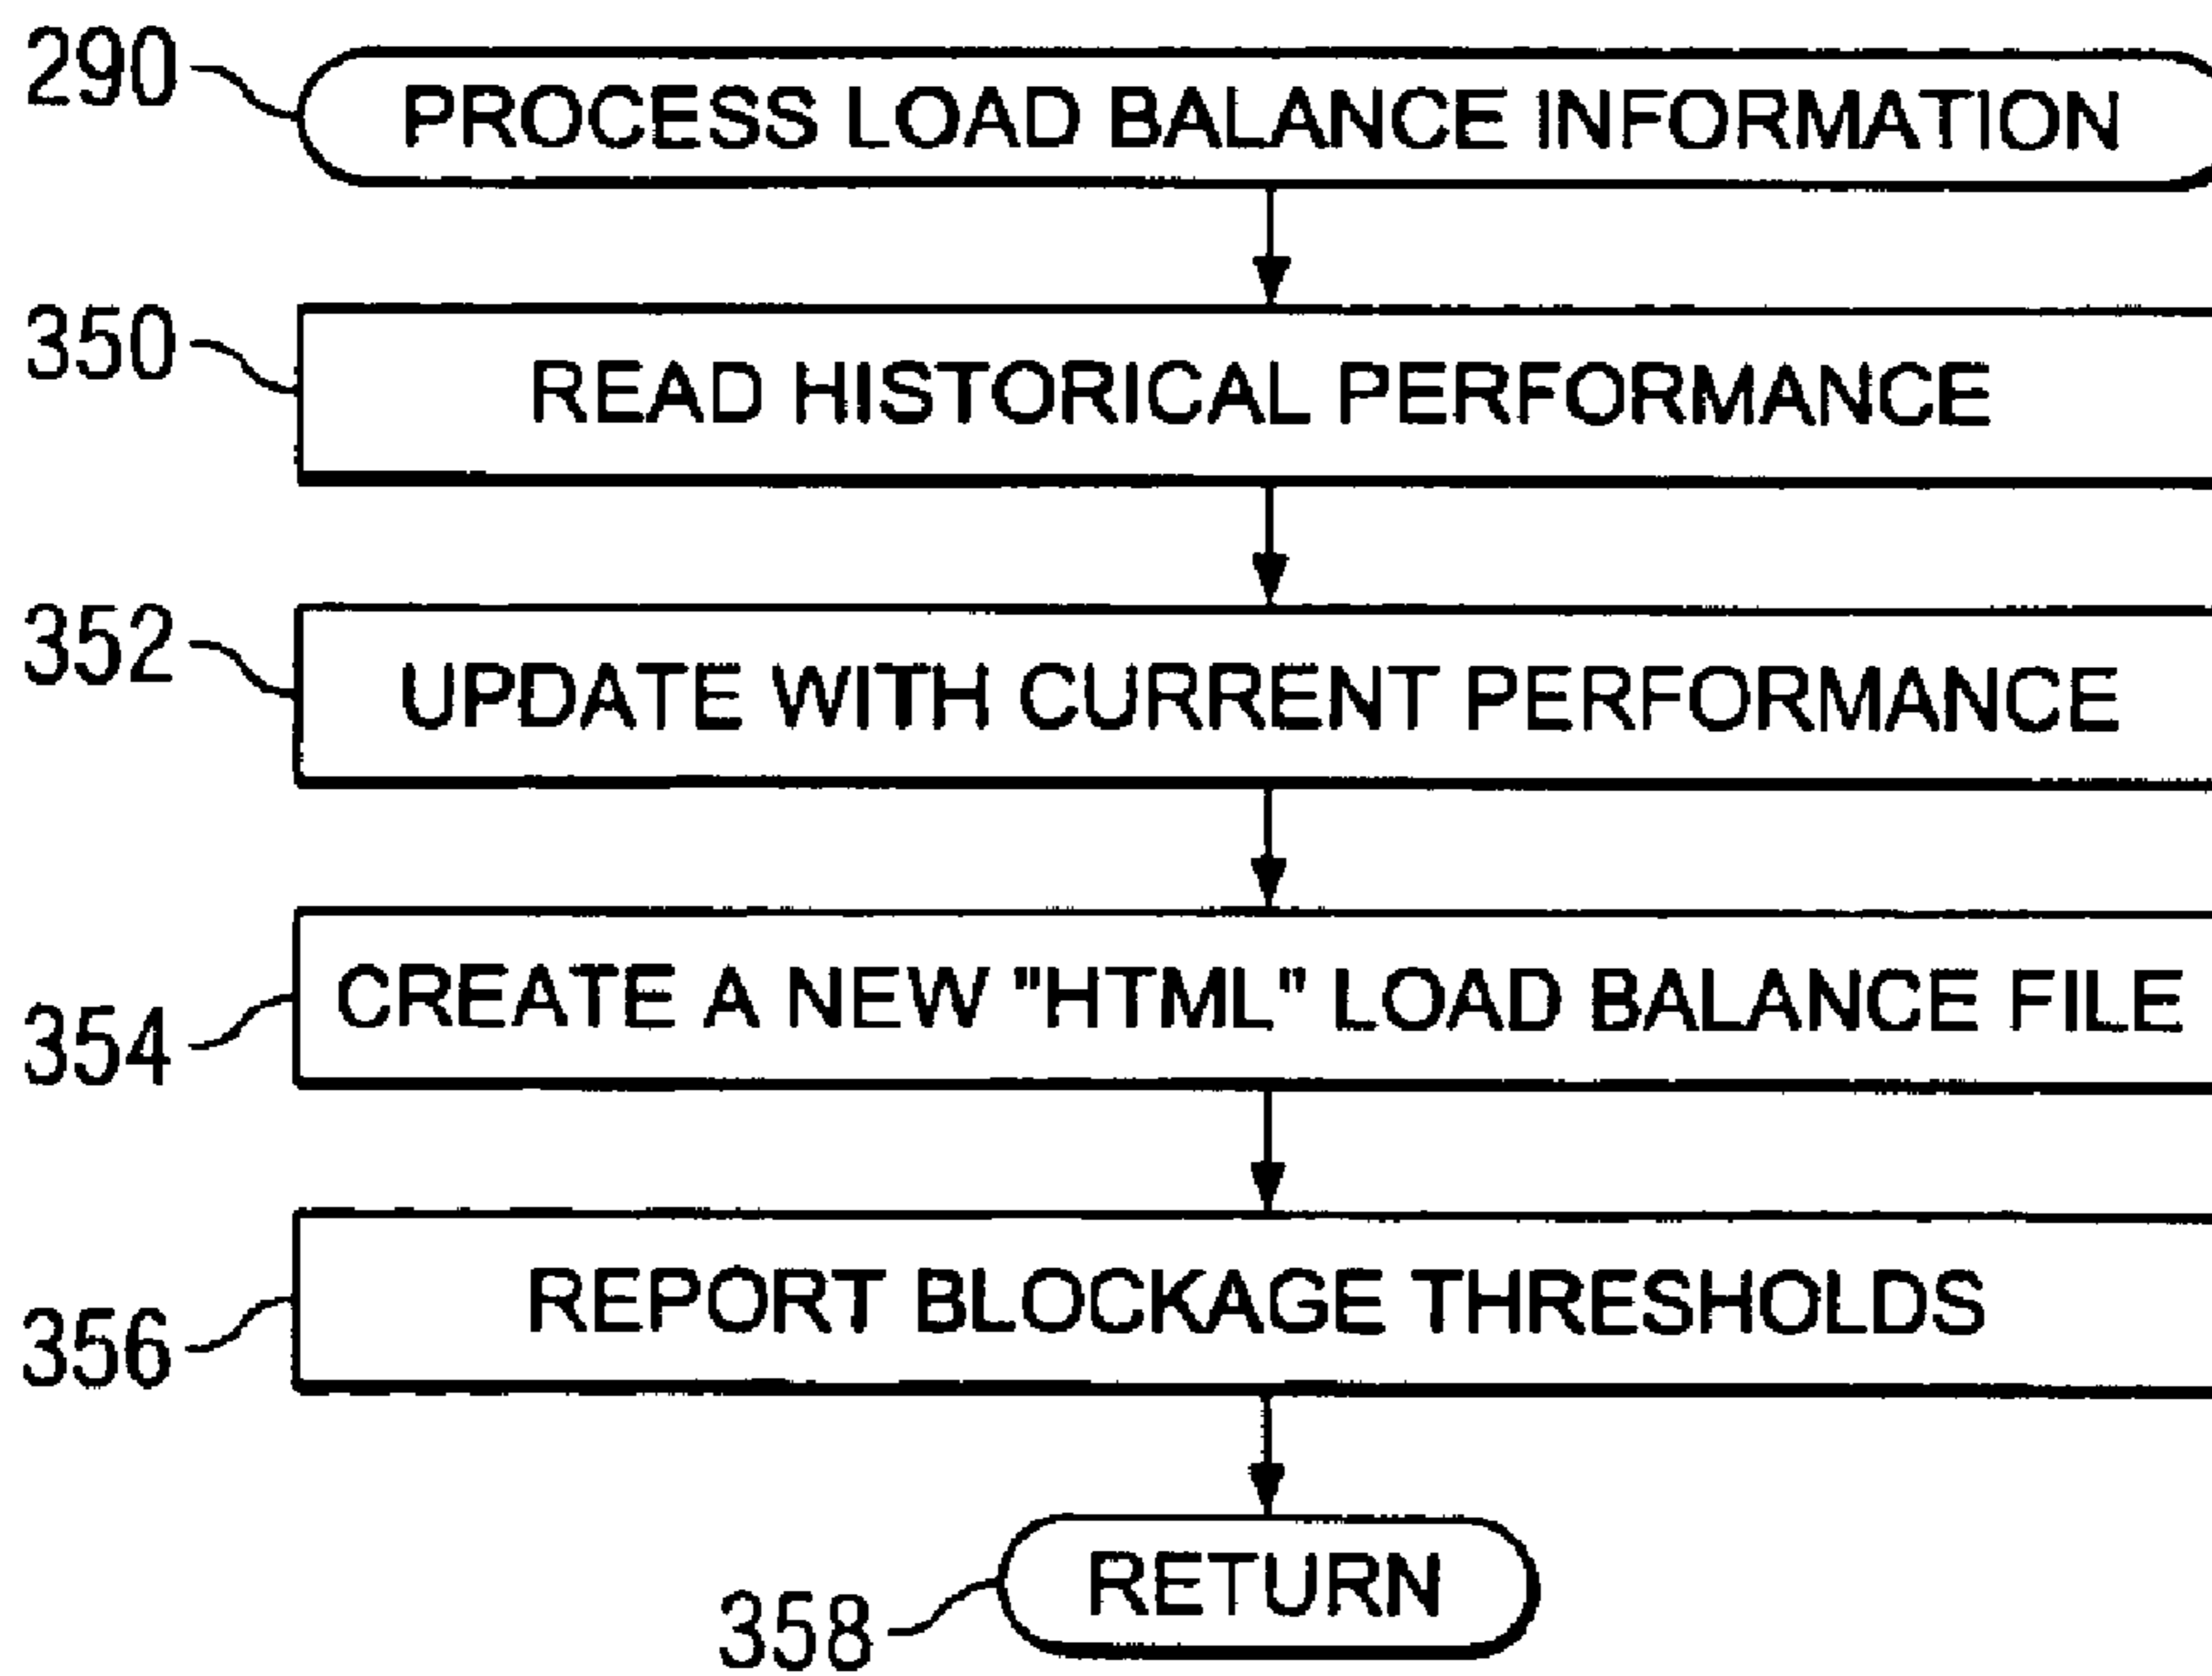 290
PROCESS LOAD BALANCE INFORMATION
350
READ HISTORICAL PERFORMANCE
352
UPDATE WITH CURRENT PERFORMANCE
354
CREATE A NEW "HTML" LOAD BALANCE FILE
356
REPORT BLOCKAGE THRESHOLDS
358
RETURN